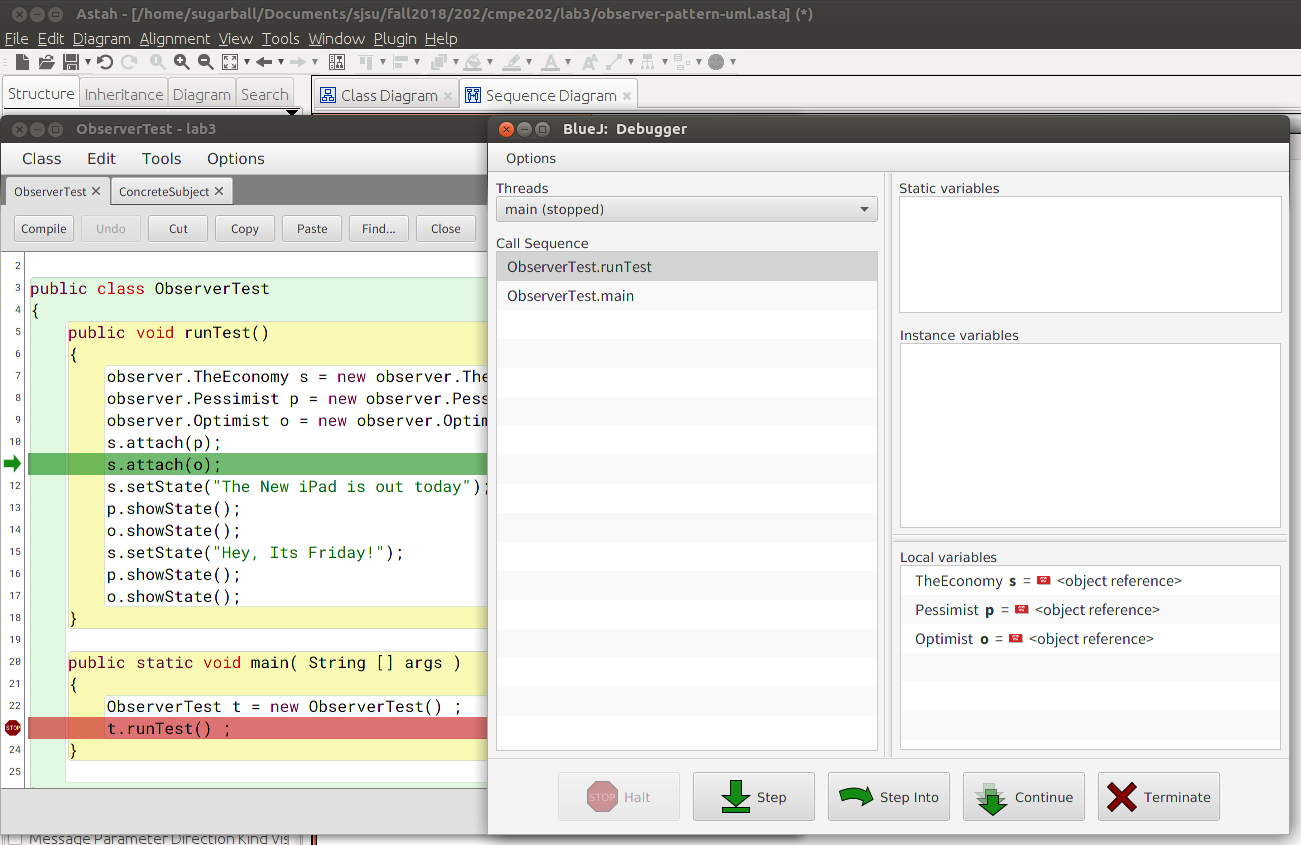 Astah - [/home/sugarball/Documents/sjsu/fall2018/202/cmpe202/lab3/observer-pattern-uml.asta] (*)
File Edit Diagram Alignment View Tools Window Plugin Help
Structure Inheritance Diagram Search
Class Diagram Sequence Diagram
ObserverTest - lab3
Class Edit Tools Options
ObserverTest ConcreteSubject
Compile Undo Cut Copy Paste Find... Close
2
3 public class ObserverTest
4 {
5 public void runTest()
6 {
7 observer.TheEconomy s = new observer.The
8 observer.Pessimist p = new observer.Pess
9 observer.Optimist o = new observer.Optim
10 s.attach(p);
s.attach(o);
12 s.setState("The New iPad is out today");
13 p.showState();
14 o.showState();
15 s.setState("Hey, Its Friday!");
16 p.showState();
17 o.showState();
18 }
19
20 public static void main( String [] args )
21 {
22 ObserverTest t = new ObserverTest() ;
STOP t.runTest() ;
24 }
25
Message Parameter Direction Kind Vis
BlueJ: Debugger
Options
Threads
main (stopped)
Call Sequence
ObserverTest.runTest
ObserverTest.main
Static variables
Instance variables
Local variables
TheEconomy s = <object reference>
Pessimist p = <object reference>
Optimist o = <object reference>
STOP Halt
Step
Step Into
Continue
Terminate